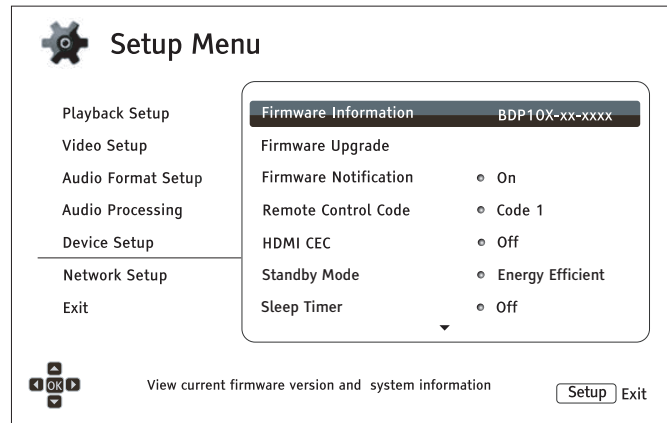 Setup Menu
Playback Setup
Video Setup
Audio Format Setup
Audio Processing
Device Setup
Network Setup
Exit
Firmware Information BDP10X-xx-xxxx
Firmware Upgrade
Firmware Notification On
Remote Control Code Code 1
HDMI CEC Off
Standby Mode Energy Efficient
Sleep Timer Off
OK
View current firmware version and system information
Setup Exit